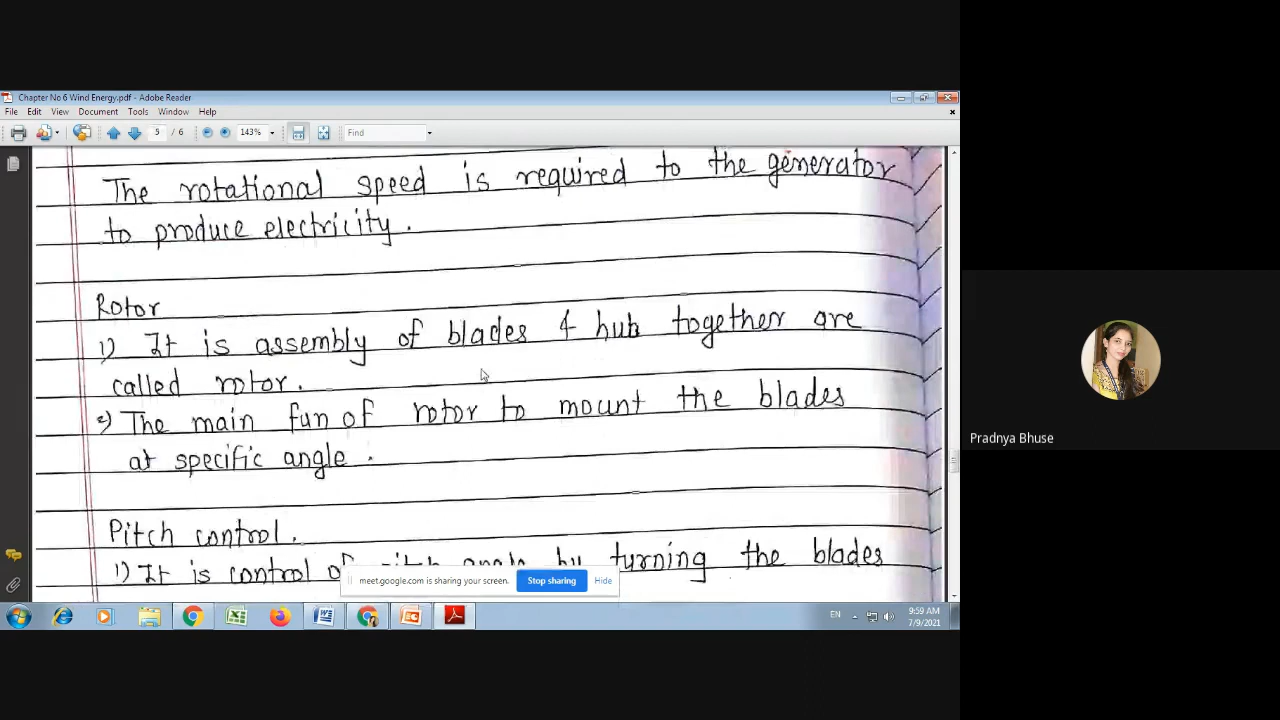 Chapter No 6 Wind Energy.pdf - Adobe Reader
File Edit View Document Tools Window Help
5 / 6 143% Find
The rotational speed is required to the generator
to produce electricity.
Rotor
1) It is assembly of blades & hub together are
called rotor.
2) The main fun of rotor to mount the blades
at specific angle.
Pitch control.
1) It is control of pitch angle by turning the blades
meet.google.com is sharing your screen. Stop sharing Hide
EN 9:59 AM
7/9/2021
Pradnya Bhuse